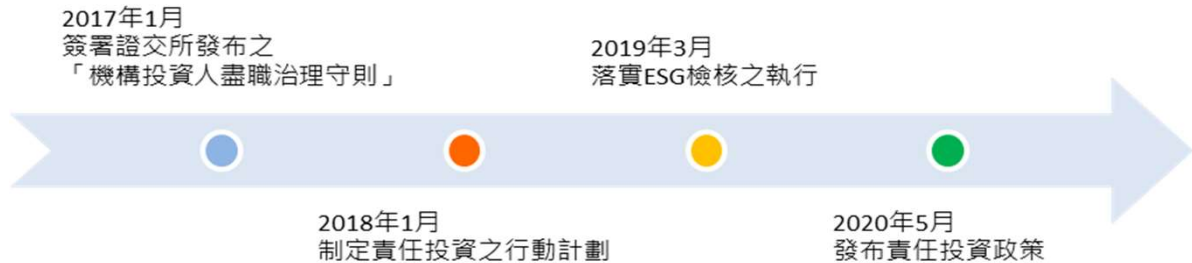 2017年1月
簽署證交所發布之
「機構投資人盡職治理守則」
2019年3月
落實ESG檢核之執行
2018年1月
制定責任投資之行動計劃
2020年5月
發布責任投資政策